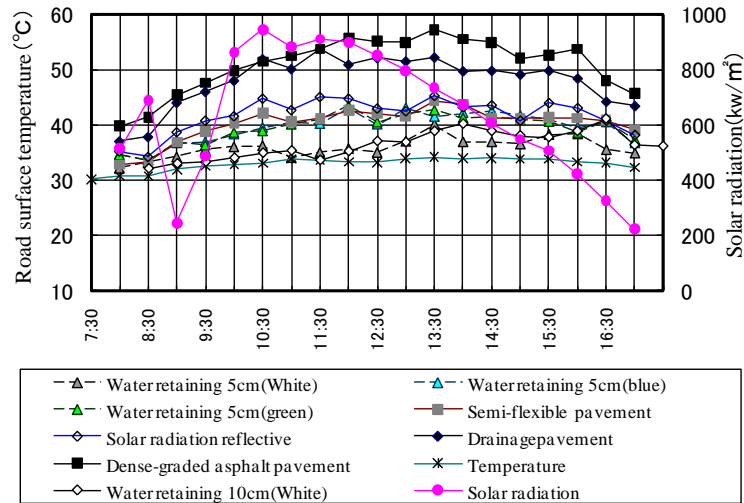 60
50
40
30
20
10
Road surface temperature (℃)
1000
800
600
400
200
0
Solar radiation(kw/㎡)
7:30
8:30
9:30
10:30
11:30
12:30
13:30
14:30
15:30
16:30
Water retaining 5cm(White)
Water retaining 5cm(blue)
Water retaining 5cm(green)
Semi-flexible pavement
Solar radiation reflective
Drainagepavement
Dense-graded asphalt pavement
Temperature
Water retaining 10cm(White)
Solar radiation